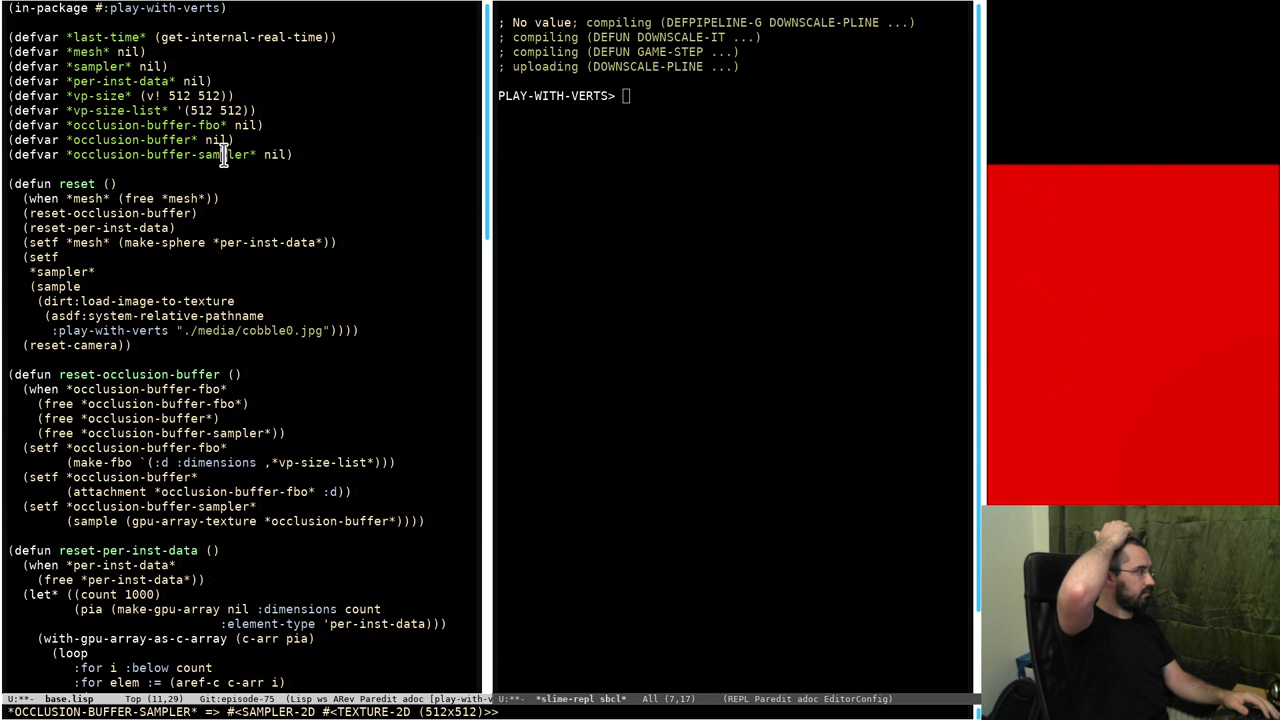 (in-package #:play-with-verts)
(defvar *last-time* (get-internal-real-time))
(defvar *mesh* nil)
(defvar *sampler* nil)
(defvar *per-inst-data* nil)
(defvar *vp-size* (v! 512 512))
(defvar *vp-size-list* '(512 512))
(defvar *occlusion-buffer-fbo* nil)
(defvar *occlusion-buffer* nil)
(defvar *occlusion-buffer-sampler* nil)
(defun reset ()
(when *mesh* (free *mesh*))
(reset-occlusion-buffer)
(reset-per-inst-data)
(setf *mesh* (make-sphere *per-inst-data*))
(setf
*sampler*
(sample
(dirt:load-image-to-texture
(asdf:system-relative-pathname
:play-with-verts "./media/cobble0.jpg"))))
(reset-camera))
(defun reset-occlusion-buffer ()
(when *occlusion-buffer-fbo*
(free *occlusion-buffer-fbo*)
(free *occlusion-buffer*)
(free *occlusion-buffer-sampler*))
(setf *occlusion-buffer-fbo*
(make-fbo `(:d :dimensions ,*vp-size-list*)))
(setf *occlusion-buffer*
(attachment *occlusion-buffer-fbo* :d))
(setf *occlusion-buffer-sampler*
(sample (gpu-array-texture *occlusion-buffer*))))
(defun reset-per-inst-data ()
(when *per-inst-data*
(free *per-inst-data*))
(let* ((count 1000)
(pia (make-gpu-array nil :dimensions count
:element-type 'per-inst-data)))
(with-gpu-array-as-c-array (c-arr pia)
(loop
:for i :below count
:for elem := (aref-c c-arr i)
U:**-  base.lisp      Top (11,29)    Git:episode-75  (Lisp ws ARev Paredit adoc [play-with-v
*OCCLUSION-BUFFER-SAMPLER* => #<SAMPLER-2D #<TEXTURE-2D (512x512)>>
; No value; compiling (DEFPIPELINE-G DOWNSCALE-PLINE ...)
; compiling (DEFUN DOWNSCALE-IT ...)
; compiling (DEFUN GAME-STEP ...)
; uploading (DOWNSCALE-PLINE ...)
PLAY-WITH-VERTS>
U:**-  *slime-repl sbcl*   All (7,17)     (REPL Paredit adoc EditorConfig)